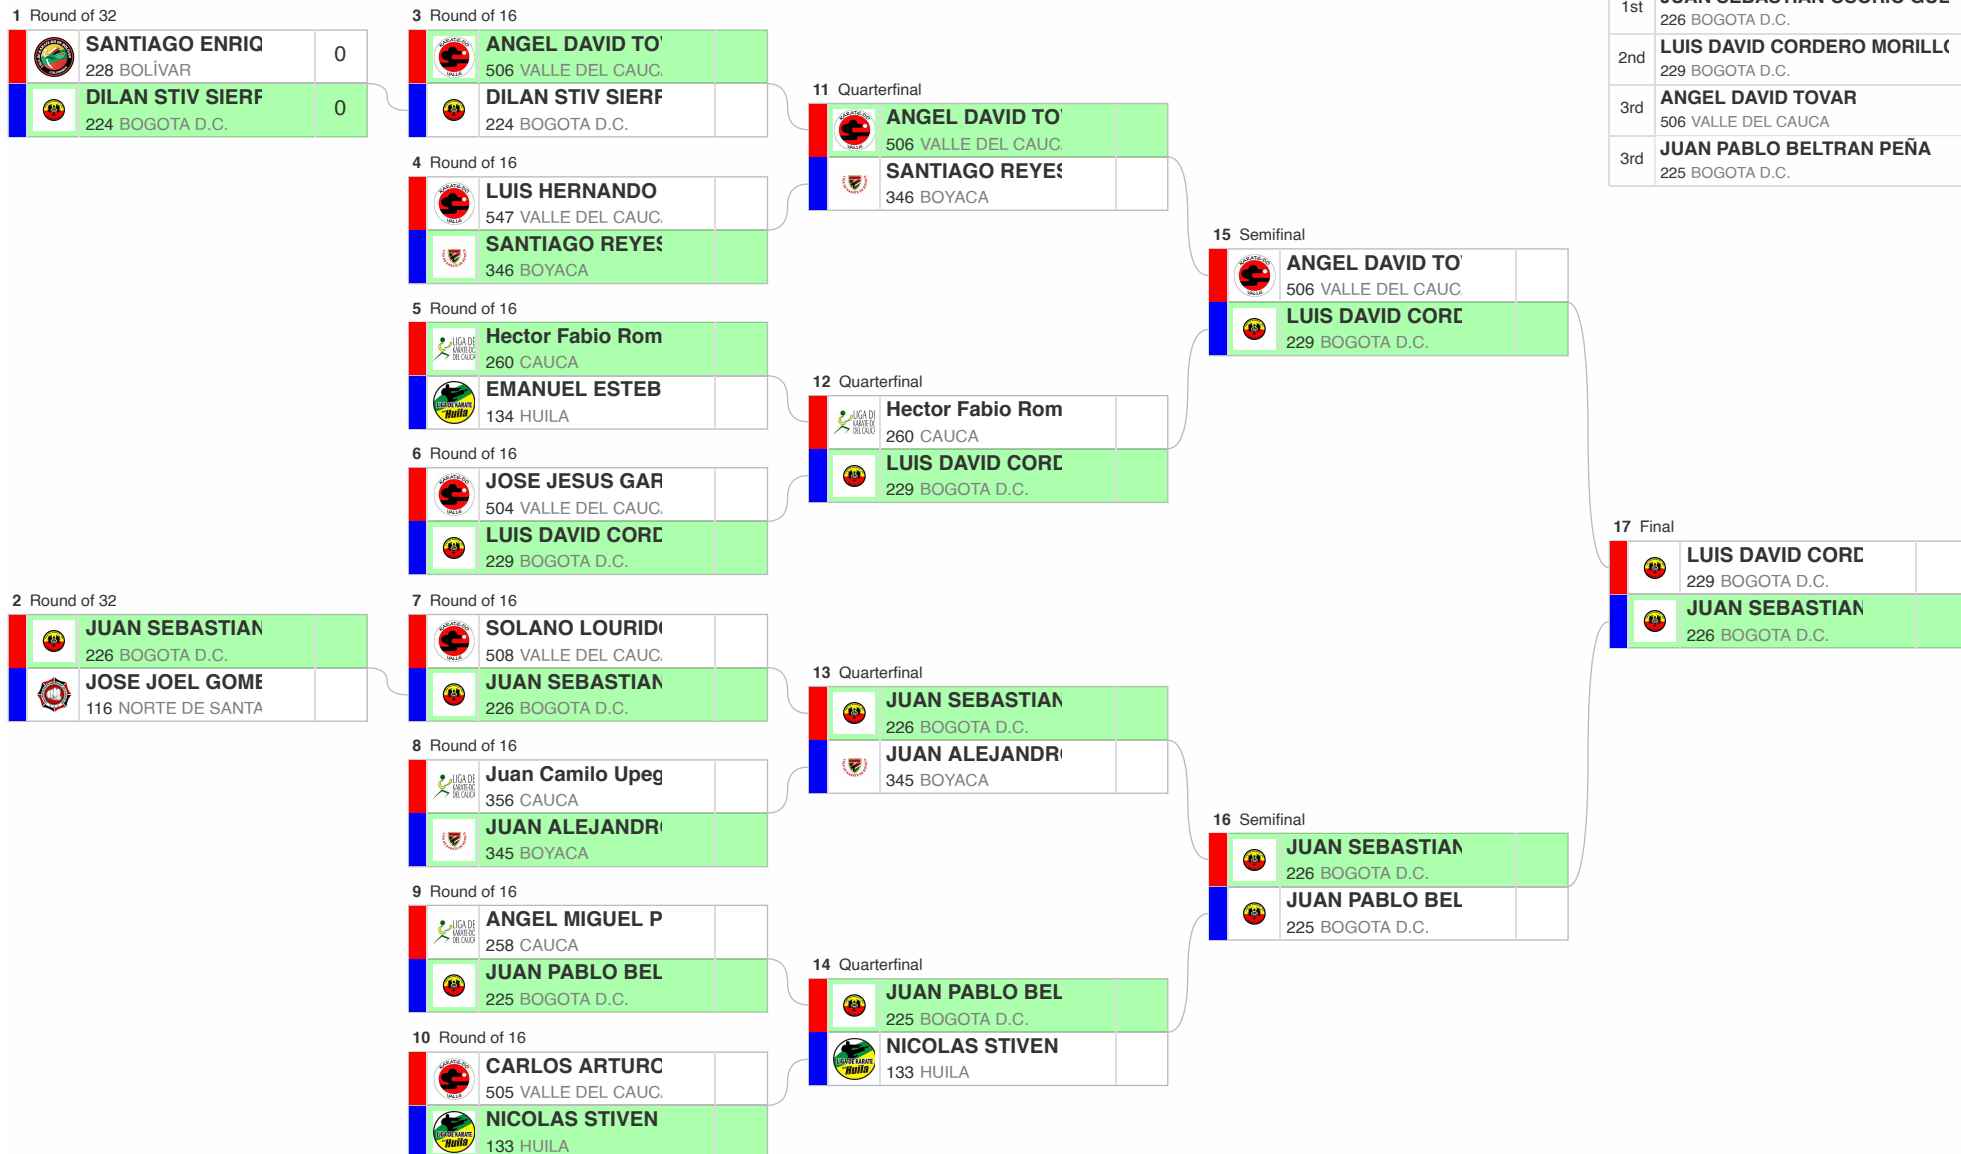 1 Round of 32
SANTIAGO ENRIQ
228 BOLÍVAR
0
DILAN STIV SIERF
224 BOGOTA D.C.
0
2 Round of 32
JUAN SEBASTIAN
226 BOGOTA D.C.
JOSE JOEL GOME
116 NORTE DE SANTA
3 Round of 16
ANGEL DAVID TO
506 VALLE DEL CAUC
DILAN STIV SIERF
224 BOGOTA D.C.
4 Round of 16
LUIS HERNANDO
547 VALLE DEL CAUC
SANTIAGO REYES
346 BOYACA
5 Round of 16
Hector Fabio Rom
260 CAUCA
EMANUEL ESTEB
134 HUILA
6 Round of 16
JOSE JESUS GAR
504 VALLE DEL CAUC
LUIS DAVID CORD
229 BOGOTA D.C.
7 Round of 16
SOLANO LOURIDO
508 VALLE DEL CAUC
JUAN SEBASTIAN
226 BOGOTA D.C.
8 Round of 16
Juan Camilo Upeg
356 CAUCA
JUAN ALEJANDR
345 BOYACA
9 Round of 16
ANGEL MIGUEL P
258 CAUCA
JUAN PABLO BEL
225 BOGOTA D.C.
10 Round of 16
CARLOS ARTURO
505 VALLE DEL CAUC
NICOLAS STIVEN
133 HUILA
11 Quarterfinal
ANGEL DAVID TO
506 VALLE DEL CAUC
SANTIAGO REYES
346 BOYACA
12 Quarterfinal
Hector Fabio Rom
260 CAUCA
LUIS DAVID CORD
229 BOGOTA D.C.
13 Quarterfinal
JUAN SEBASTIAN
226 BOGOTA D.C.
JUAN ALEJANDR
345 BOYACA
14 Quarterfinal
JUAN PABLO BEL
225 BOGOTA D.C.
NICOLAS STIVEN
133 HUILA
15 Semifinal
ANGEL DAVID TO
506 VALLE DEL CAUC
LUIS DAVID CORD
229 BOGOTA D.C.
16 Semifinal
JUAN SEBASTIAN
226 BOGOTA D.C.
JUAN PABLO BEL
225 BOGOTA D.C.
17 Final
LUIS DAVID CORD
229 BOGOTA D.C.
JUAN SEBASTIAN
226 BOGOTA D.C.
1st JUAN SEBASTIAN OSORIO
226 BOGOTA D.C.
2nd LUIS DAVID CORDERO MORILLO
229 BOGOTA D.C.
3rd ANGEL DAVID TOVAR
506 VALLE DEL CAUCA
3rd JUAN PABLO BELTRAN PEÑA
225 BOGOTA D.C.